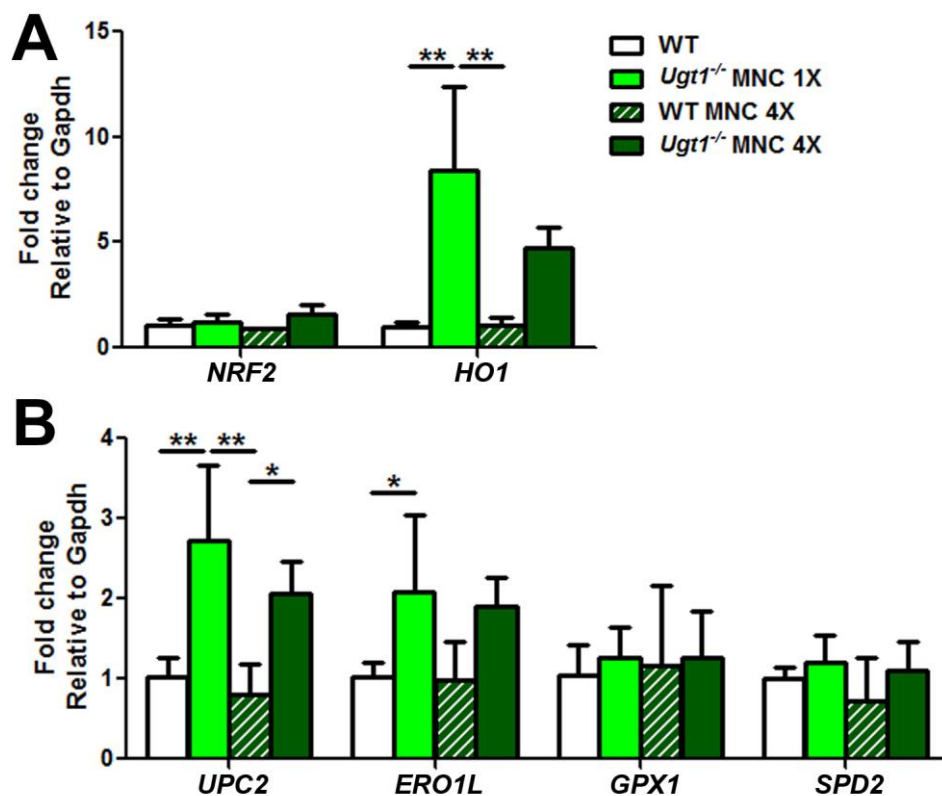 A
Fold change
Relative to Gapdh
15
10
5
0
** **
NRF2 HO1
WT
Ugt1-/- MNC 1X
WT MNC 4X
Ugt1-/- MNC 4X
B
Fold change
Relative to Gapdh
4
3
2
1
0
** **
*
*
UPC2 ERO1L GPX1 SPD2